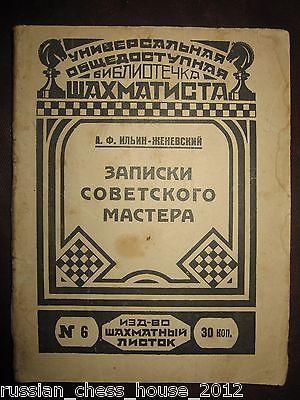 УНИВЕРСАЛЬНАЯ
ОБЩЕДОСТУПНАЯ
БИБЛИОТЕЧКА
ШАХМАТИСТА
А. Ф. ИЛЬИН-ЖЕНЕВСКИЙ
ЗАПИСКИ
СОВЕТСКОГО
МАСТЕРА
№ 6
ИЗД-ВО
ШАХМАТНЫЙ
ЛИСТОК
30 КОП.
russian_chess_house_2012